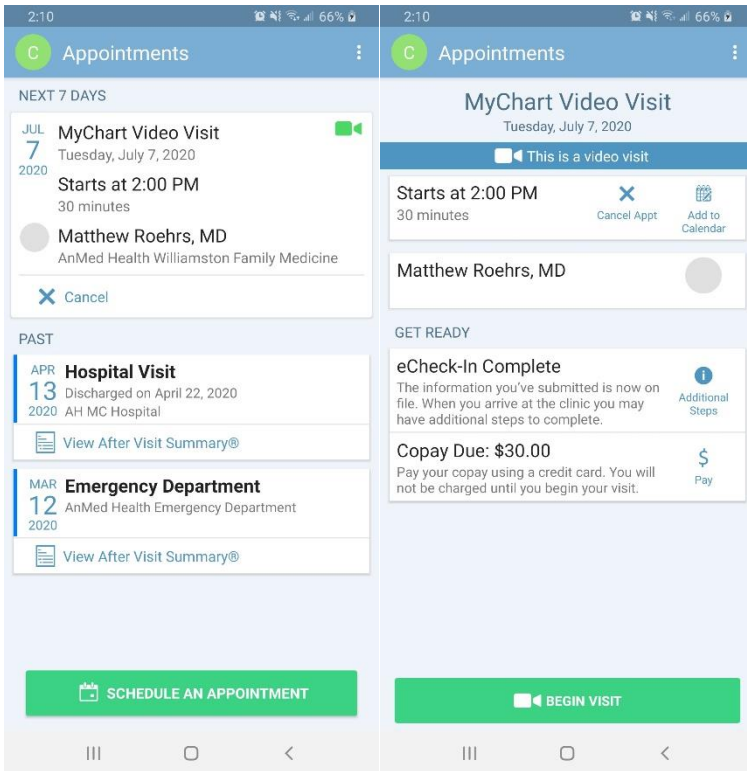 2:10
66%
C
Appointments
NEXT 7 DAYS
JUL
7
2020
MyChart Video Visit
Tuesday, July 7, 2020
Starts at 2:00 PM
30 minutes
Matthew Roehrs, MD
AnMed Health Williamston Family Medicine
Cancel
PAST
APR
13
2020
Hospital Visit
Discharged on April 22, 2020
AH MC Hospital
View After Visit Summary®
MAR
12
2020
Emergency Department
AnMed Health Emergency Department
View After Visit Summary®
SCHEDULE AN APPOINTMENT
2:10
66%
C
Appointments
MyChart Video Visit
Tuesday, July 7, 2020
This is a video visit
Starts at 2:00 PM
30 minutes
Cancel Appt
Add to
Calendar
Matthew Roehrs, MD
GET READY
eCheck-In Complete
The information you've submitted is now on
file. When you arrive at the clinic you may
have additional steps to complete.
Additional
Steps
Copay Due: $30.00
Pay your copay using a credit card. You will
not be charged until you begin your visit.
$
Pay
BEGIN VISIT